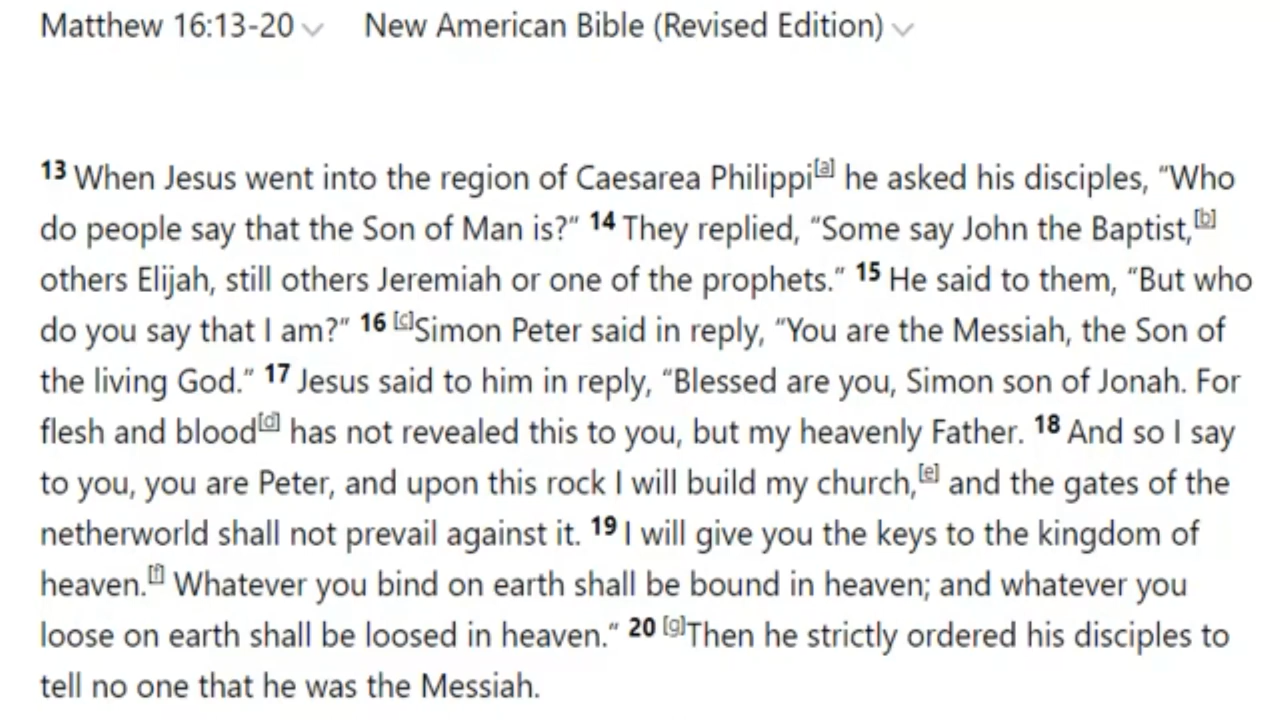 Matthew 16:13-20 New American Bible (Revised Edition)
13 When Jesus went into the region of Caesarea Philippi[a] he asked his disciples, “Who
do people say that the Son of Man is?” 14 They replied, “Some say John the Baptist,[b]
others Elijah, still others Jeremiah or one of the prophets.” 15 He said to them, “But who
do you say that I am?” 16 [c]Simon Peter said in reply, “You are the Messiah, the Son of
the living God.” 17 Jesus said to him in reply, “Blessed are you, Simon son of Jonah. For
flesh and blood[d] has not revealed this to you, but my heavenly Father. 18 And so I say
to you, you are Peter, and upon this rock I will build my church,[e] and the gates of the
netherworld shall not prevail against it. 19 I will give you the keys to the kingdom of
heaven.[f] Whatever you bind on earth shall be bound in heaven; and whatever you
loose on earth shall be loosed in heaven.” 20 [g]Then he strictly ordered his disciples to
tell no one that he was the Messiah.